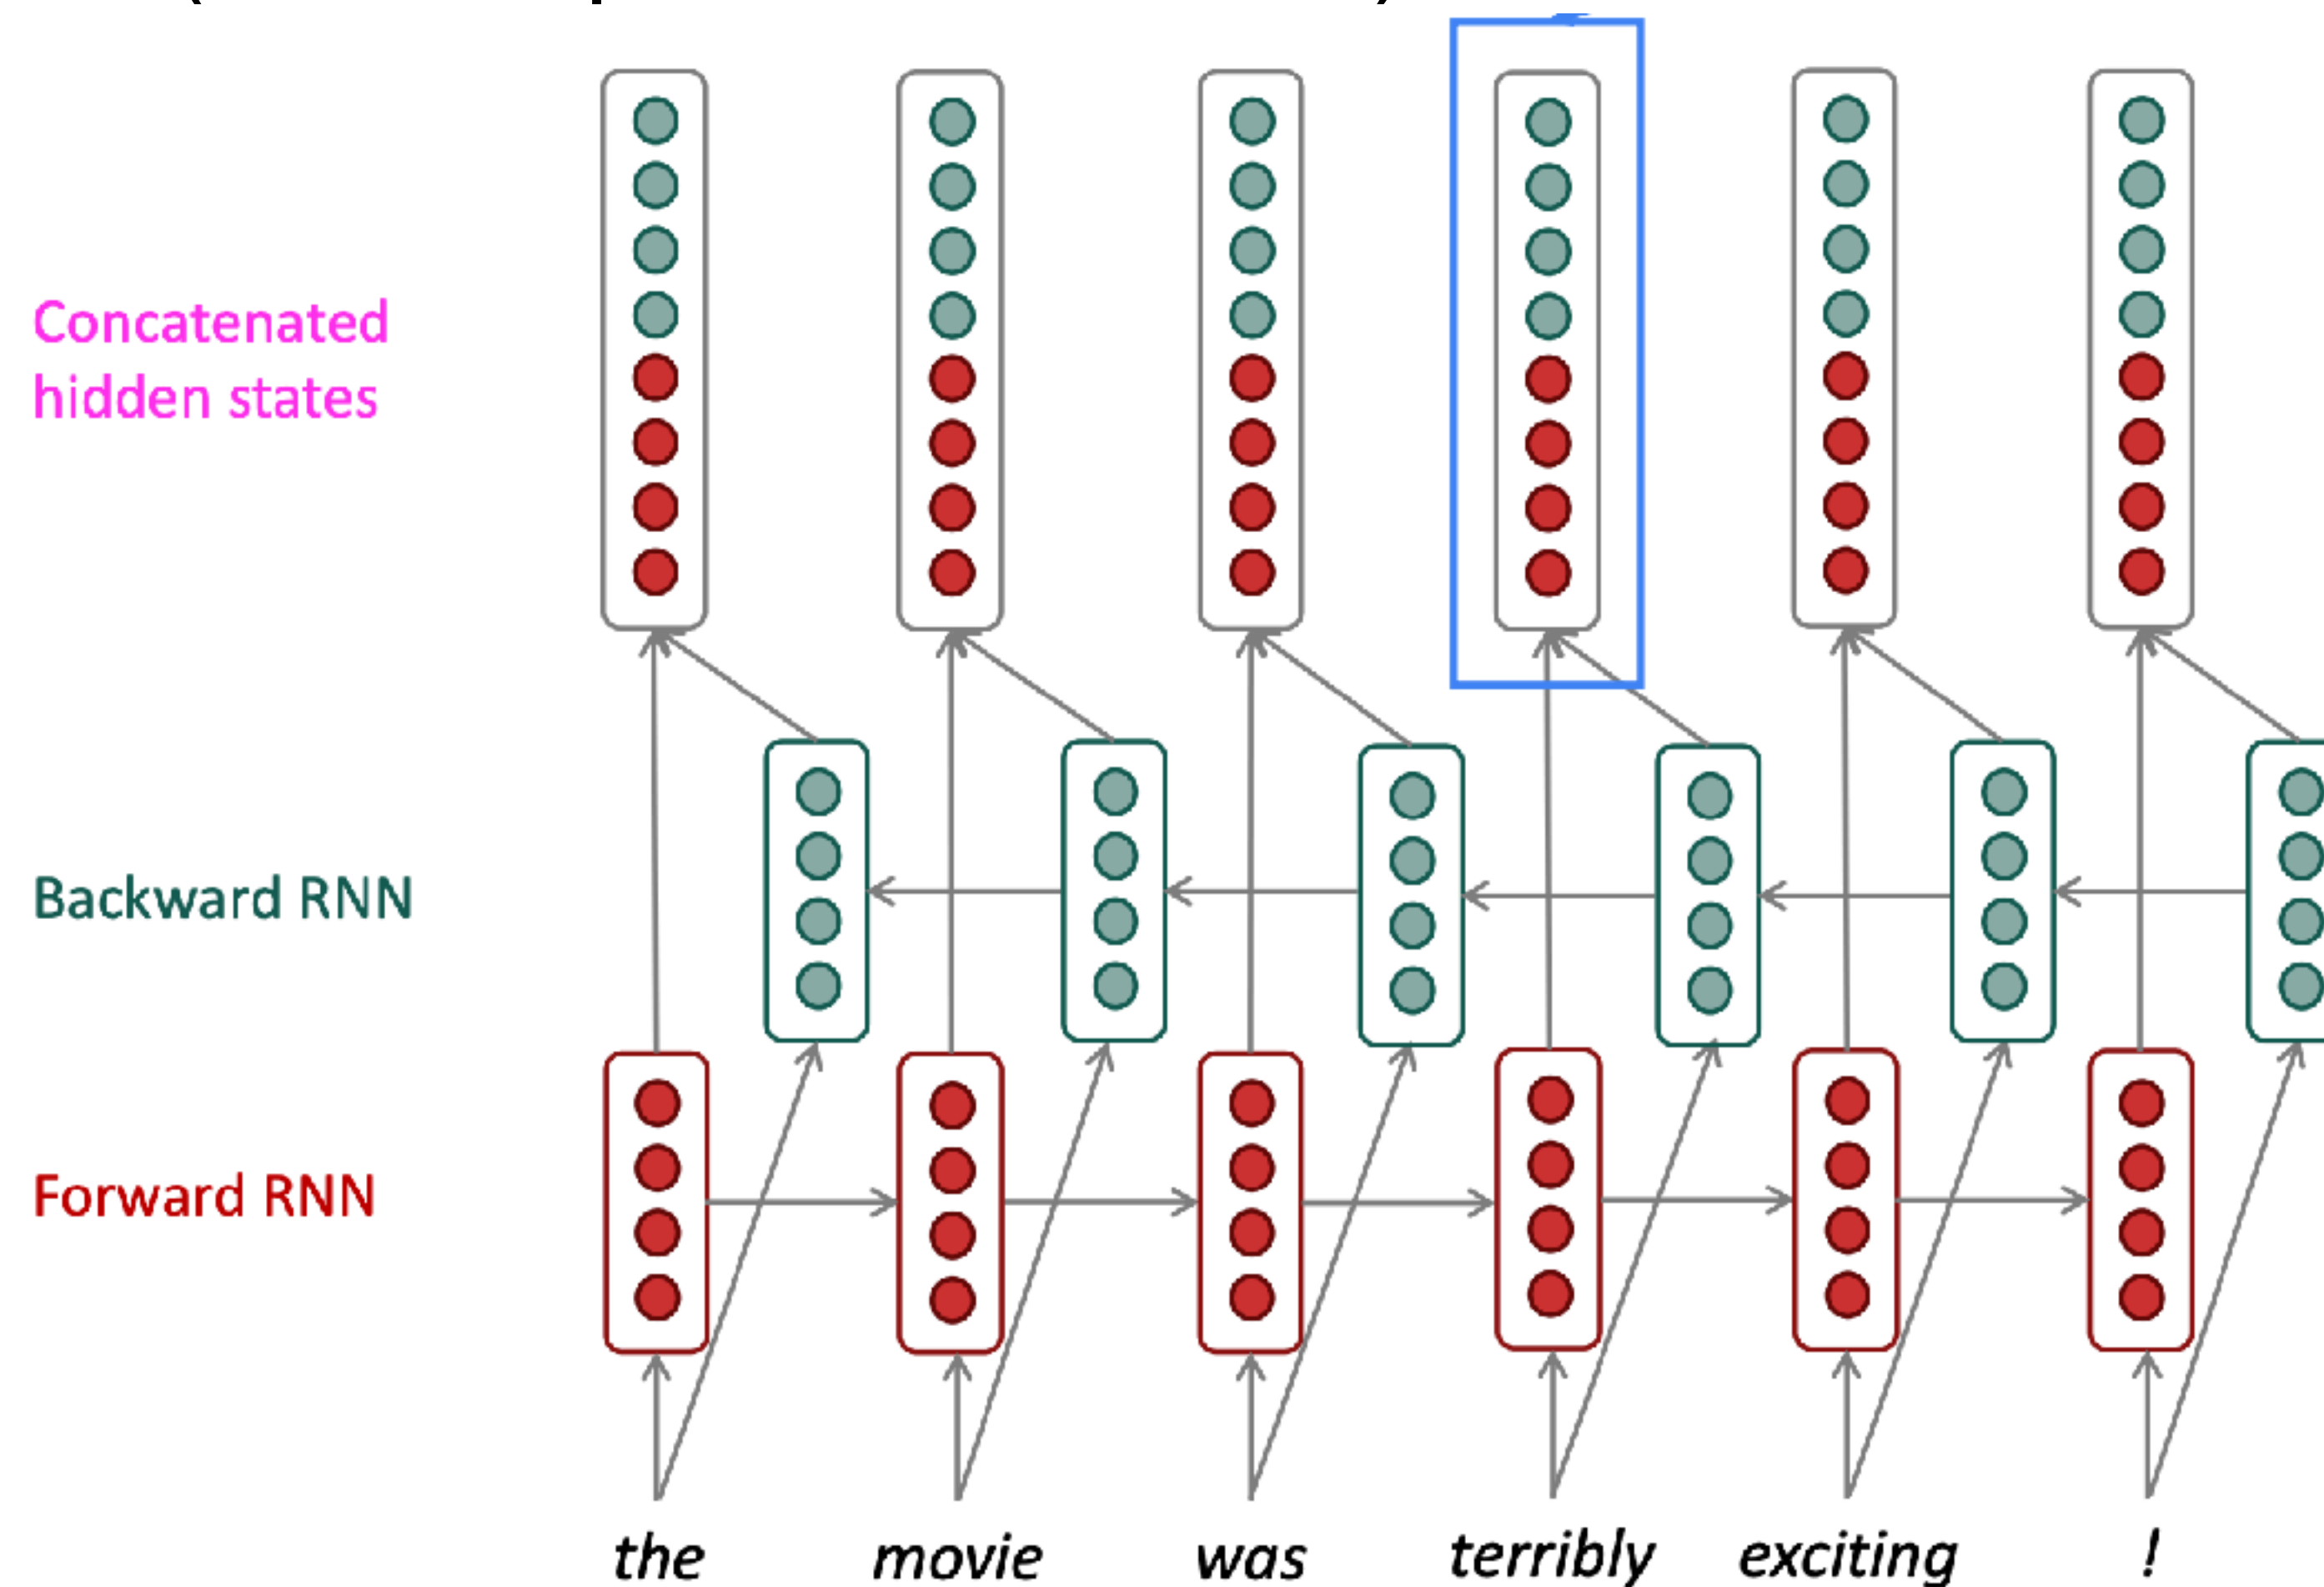 Concatenated
hidden states
Backward RNN
Forward RNN
the movie was terribly exciting !